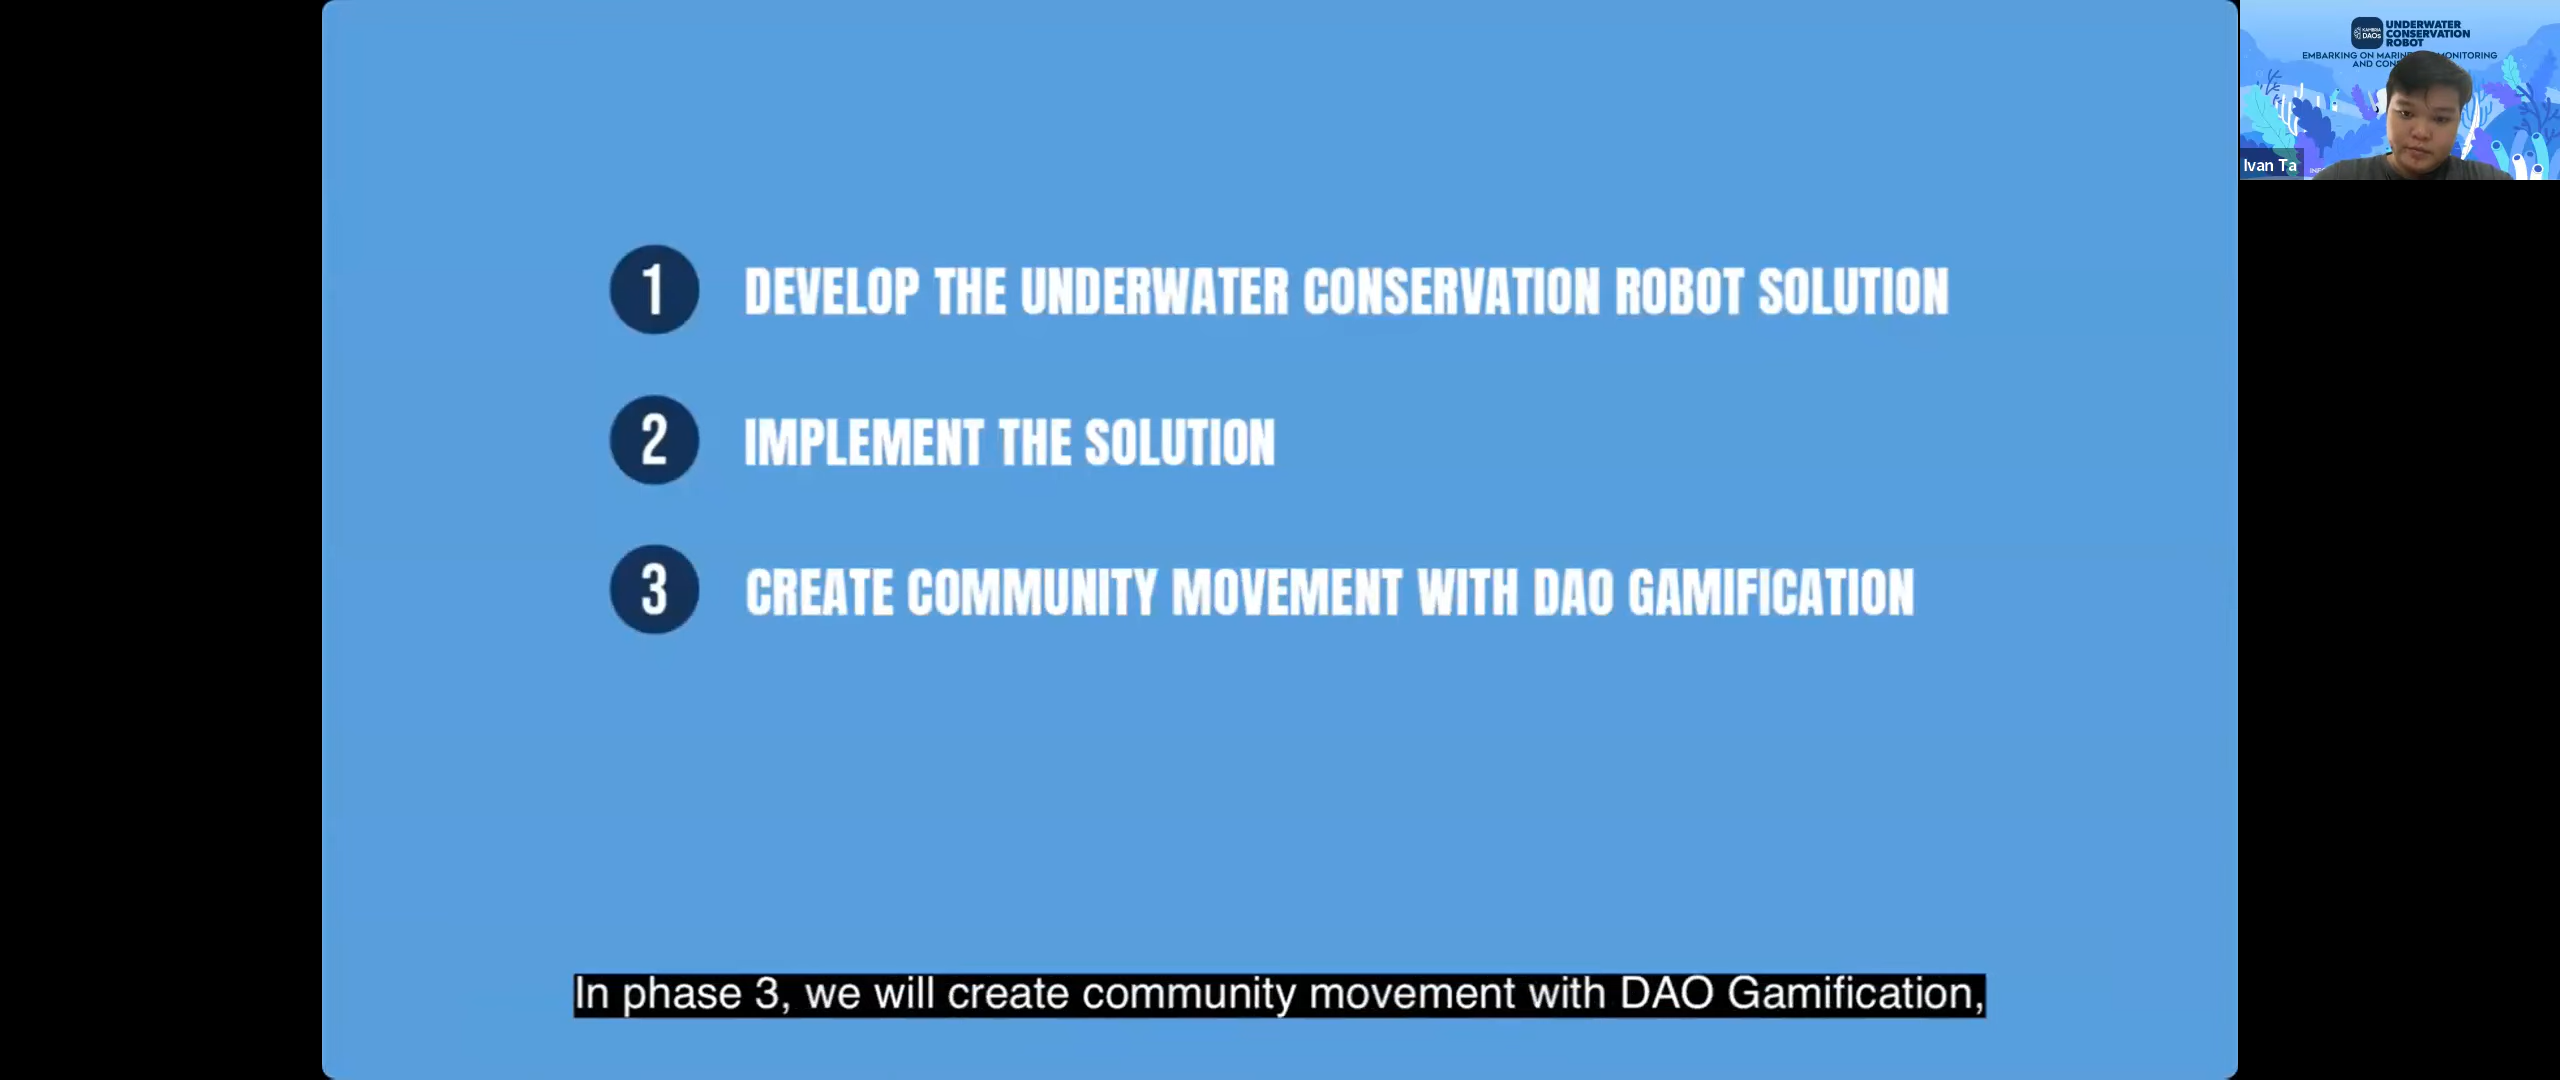 1 DEVELOP THE UNDERWATER CONSERVATION ROBOT SOLUTION
2 IMPLEMENT THE SOLUTION
3 CREATE COMMUNITY MOVEMENT WITH DAO GAMIFICATION
In phase 3, we will create community movement with DAO Gamification,
KAMBRIA
DAOs
UNDERWATER
CONSERVATION
ROBOT
EMBARKING ON MARINE MONITORING
AND
Ivan Ta